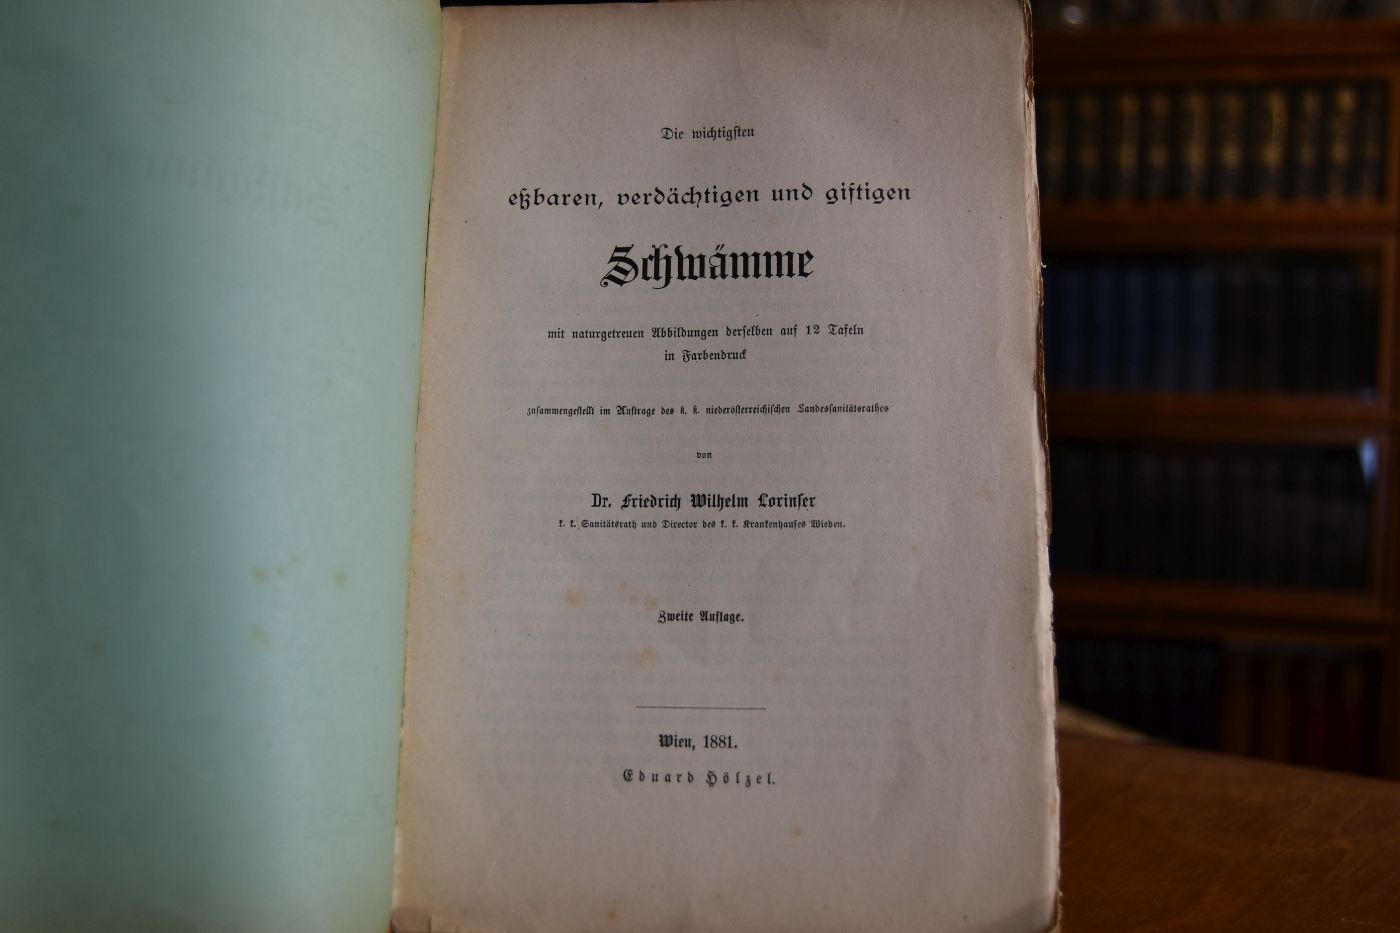 Die wichtigsten
eßbaren, verdächtigen und giftigen
Schwämme
mit naturgetreuen Abbildungen derselben auf 12 Tafeln
in Farbendruck
zusammengestellt im Auftrage des k. k. niederösterreichischen Landessanitätsrathes
von
Dr. Friedrich Wilhelm Lorinser
k. k. Sanitätsrath und Director des k. k. Krankenhauses Wieden.
Zweite Auflage.
Wien, 1881.
Eduard Hölzel.